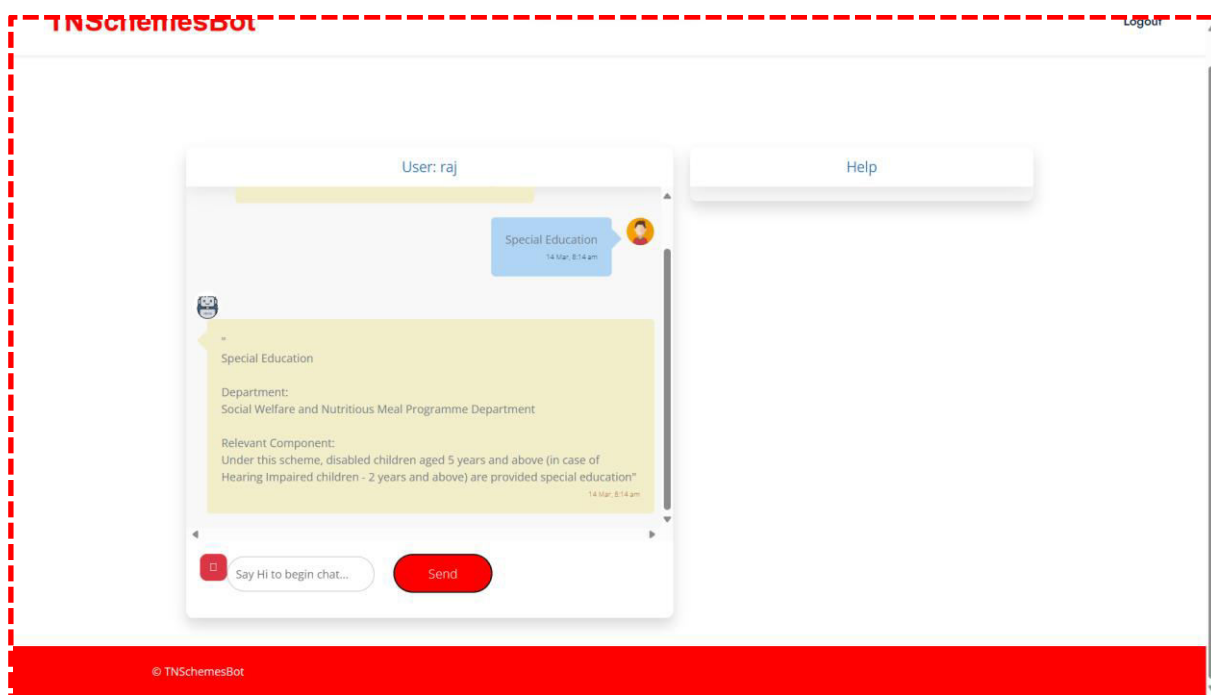 TNSchemesBot
Logout
User: raj
Help
Special Education
14 Mar, 8:14 am
"
Special Education
Department:
Social Welfare and Nutritious Meal Programme Department
Relevant Component:
Under this scheme, disabled children aged 5 years and above (in case of
Hearing Impaired children - 2 years and above) are provided special education"
14 Mar, 8:14 am
Say Hi to begin chat...
Send
© TNSchemesBot